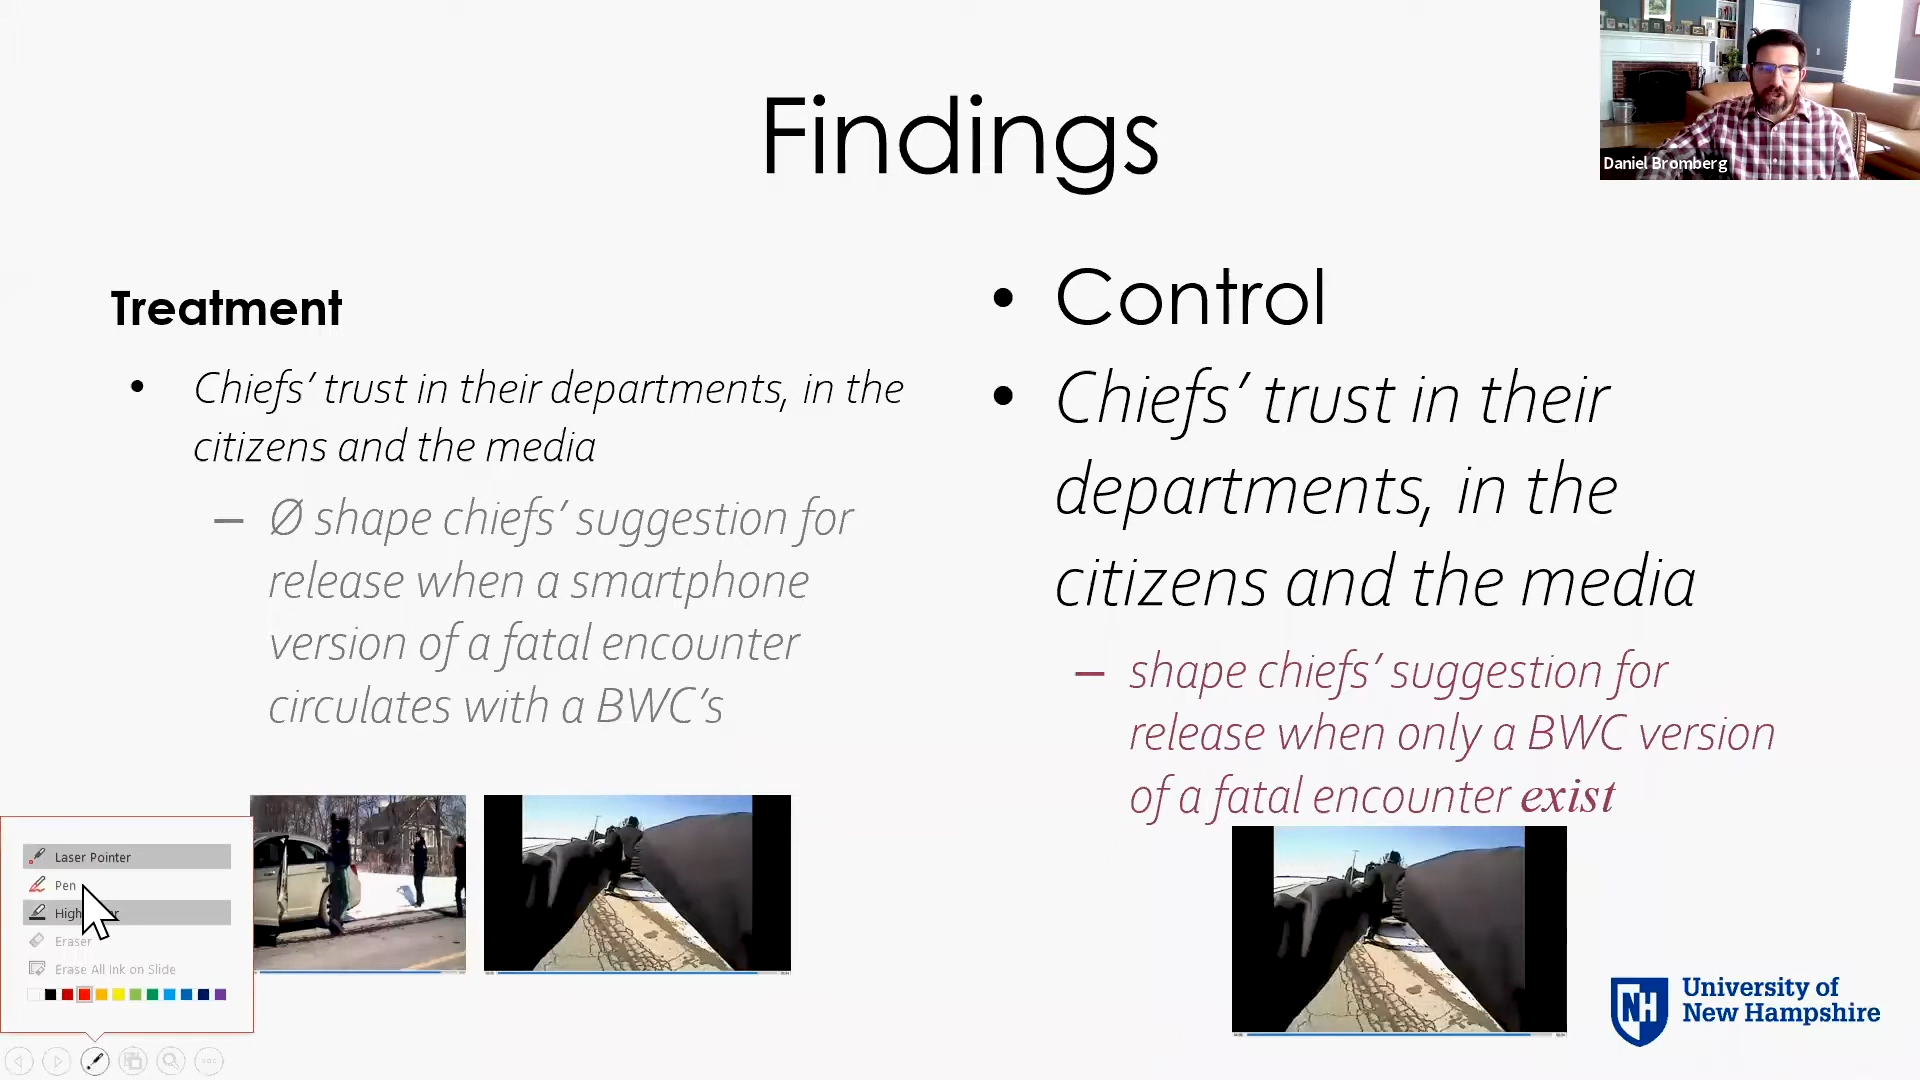 Findings
Daniel Bromberg
Treatment
• Chiefs’ trust in their departments, in the
citizens and the media
– Ø shape chiefs’ suggestion for
release when a smartphone
version of a fatal encounter
circulates with a BWC’s
• Control
• Chiefs’ trust in their
departments, in the
citizens and the media
– shape chiefs’ suggestion for
release when only a BWC version
of a fatal encounter exist
Laser Pointer
Pen
Eraser
Erase All Ink on Slide
NH
University of
New Hampshire